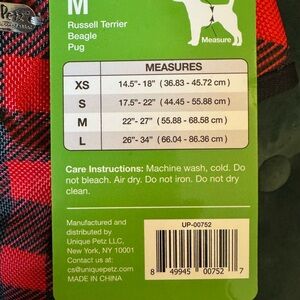 Petz
M
Russell Terrier
Beagle
Pug
Measure
MEASURES
XS 14.5"- 18" ( 36.83 - 45.72 cm )
S 17.5"- 22" ( 44.45 - 55.88 cm )
M 22"- 27" ( 55.88 - 68.58 cm )
L 26"- 34" ( 66.04 - 86.36 cm )
Care Instructions: Machine wash, cold. Do
not bleach. Air dry. Do not iron. Do not dry
clean.
Manufactured and
distributed by
Unique Petz LLC,
New York, NY
Contact us at:
cs@uniquepetz.com
Made in China
UP-00752
8 49945 00752 7